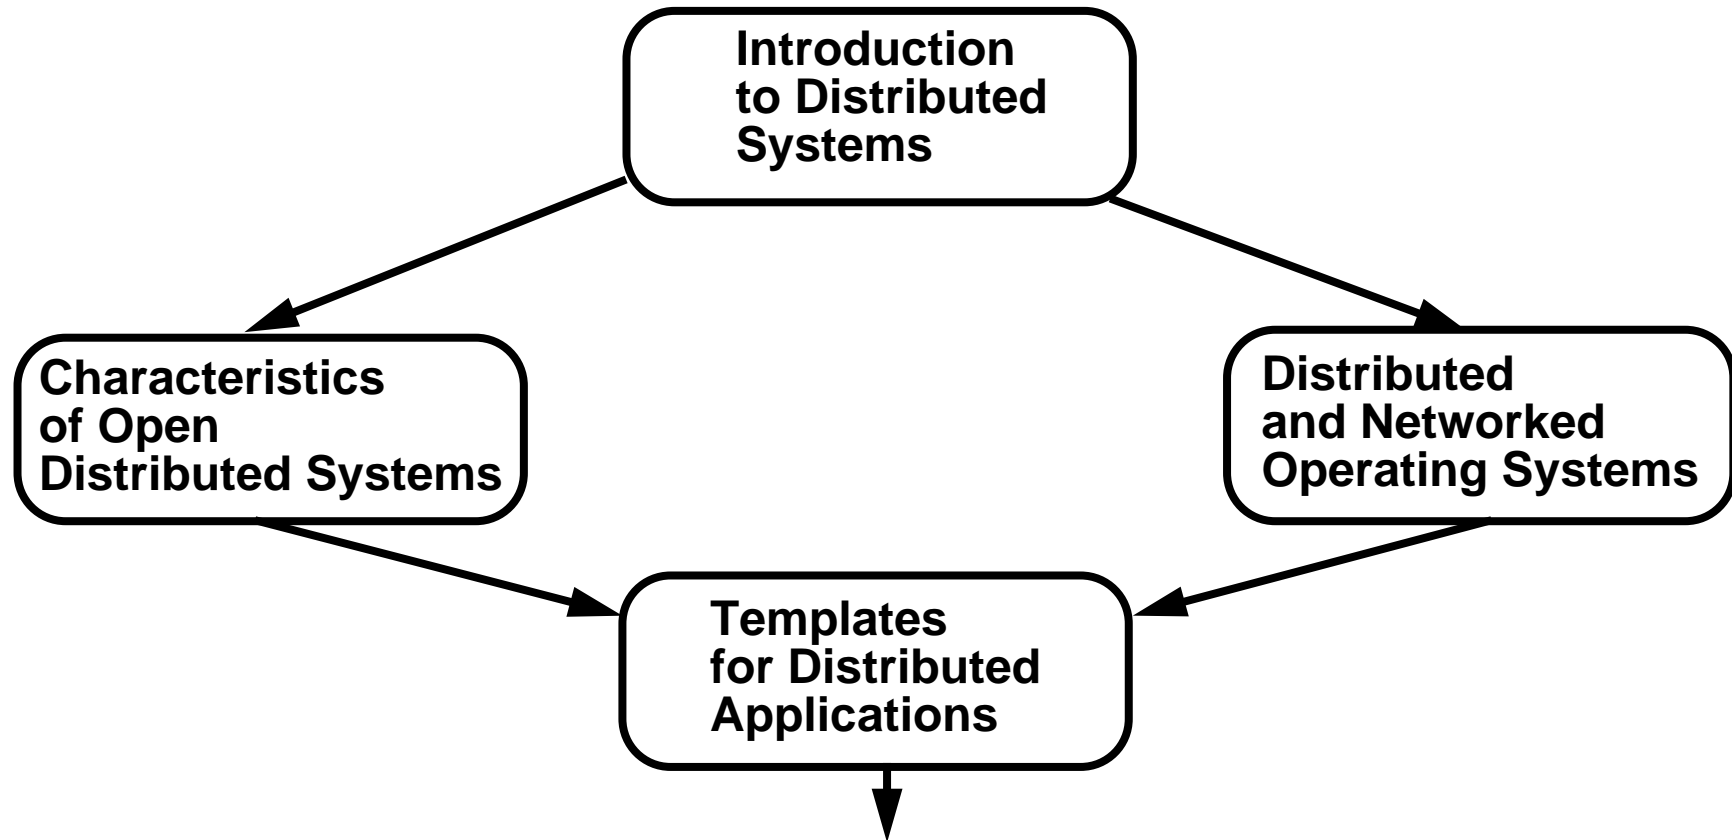 Introduction
to Distributed
Systems
Characteristics
of Open
Distributed Systems
Distributed
and Networked
Operating Systems
Templates
for Distributed
Applications